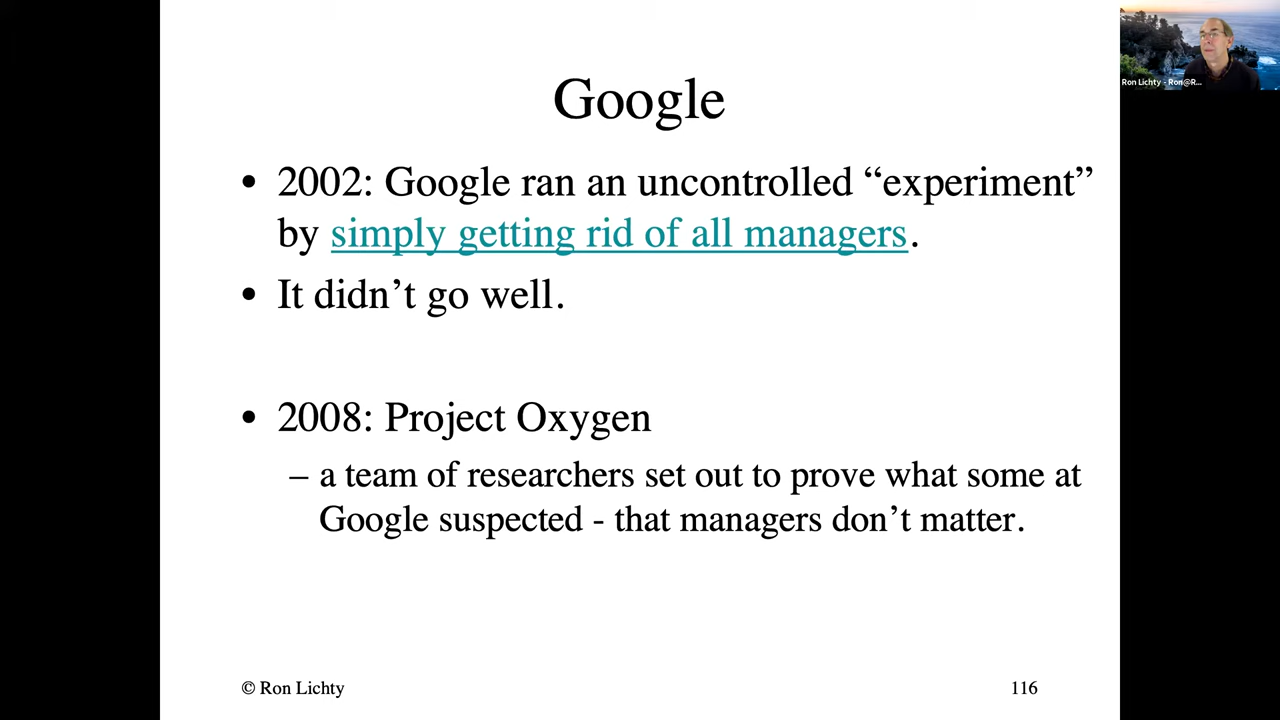 Google
• 2002: Google ran an uncontrolled “experiment”
by simply getting rid of all managers.
• It didn’t go well.
• 2008: Project Oxygen
– a team of researchers set out to prove what some at
Google suspected - that managers don’t matter.
© Ron Lichty
116
Ron Lichty - Ron@R...